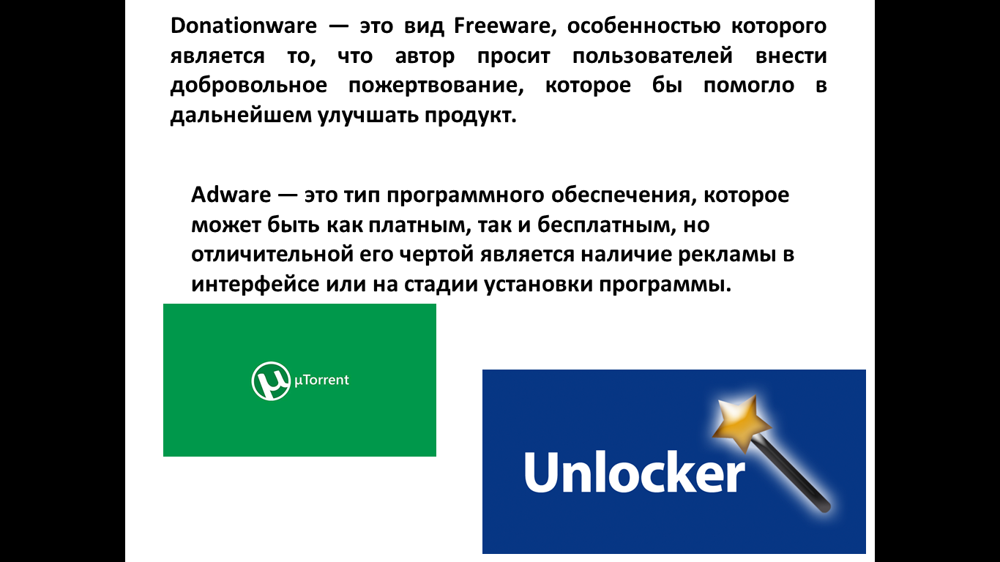 Donationware — это вид Freeware, особенностью которого
является то, что автор просит пользователей внести
добровольное пожертвование, которое бы помогло в
дальнейшем улучшать продукт.
Adware — это тип программного обеспечения, которое
может быть как платным, так и бесплатным, но
отличительной его чертой является наличие рекламы в
интерфейсе или на стадии установки программы.
µ µTorrent
Unlocker